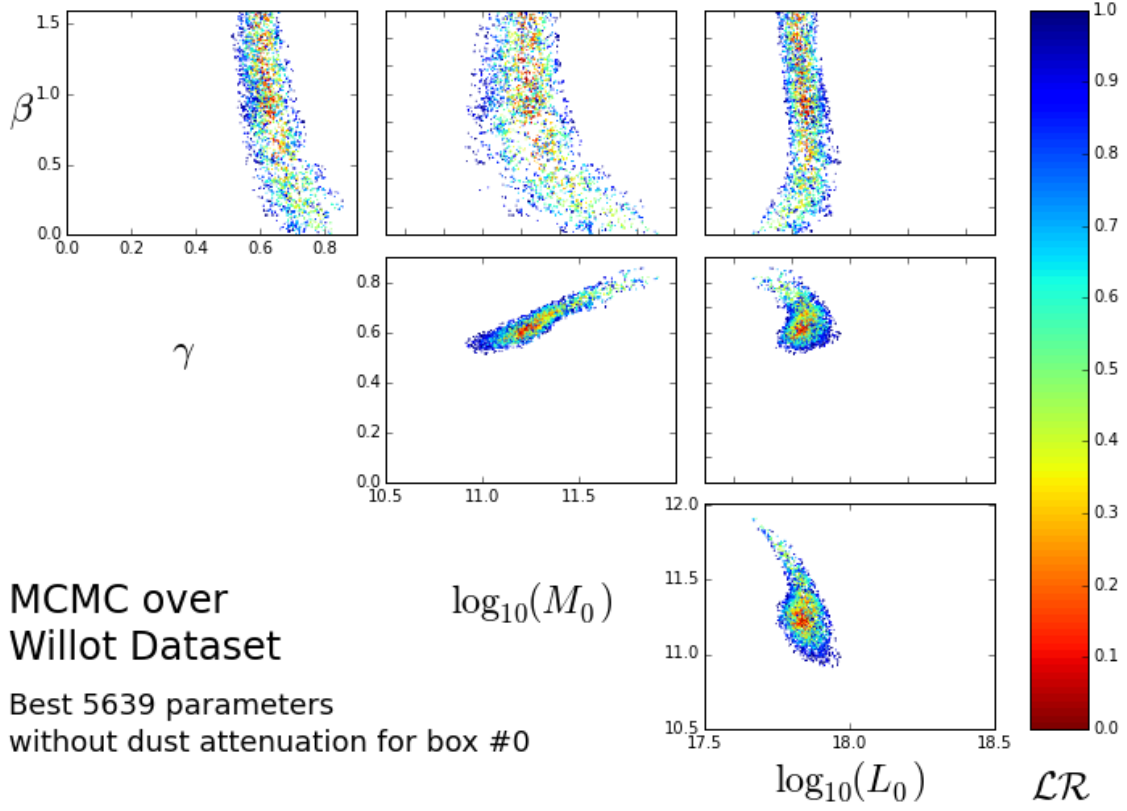 1.5
1.0
0.5
0.0
β
0.0 0.2 0.4 0.6 0.8
0.8
0.6
0.4
0.2
0.0
γ
10.5 11.0 11.5
12.0
11.5
11.0
10.5
log₁₀(M₀)
17.5 18.0 18.5
log₁₀(L₀)
MCMC over
Willot Dataset
Best 5639 parameters
without dust attenuation for box #0
1.0
0.9
0.8
0.7
0.6
0.5
0.4
0.3
0.2
0.1
0.0
ℒℛ